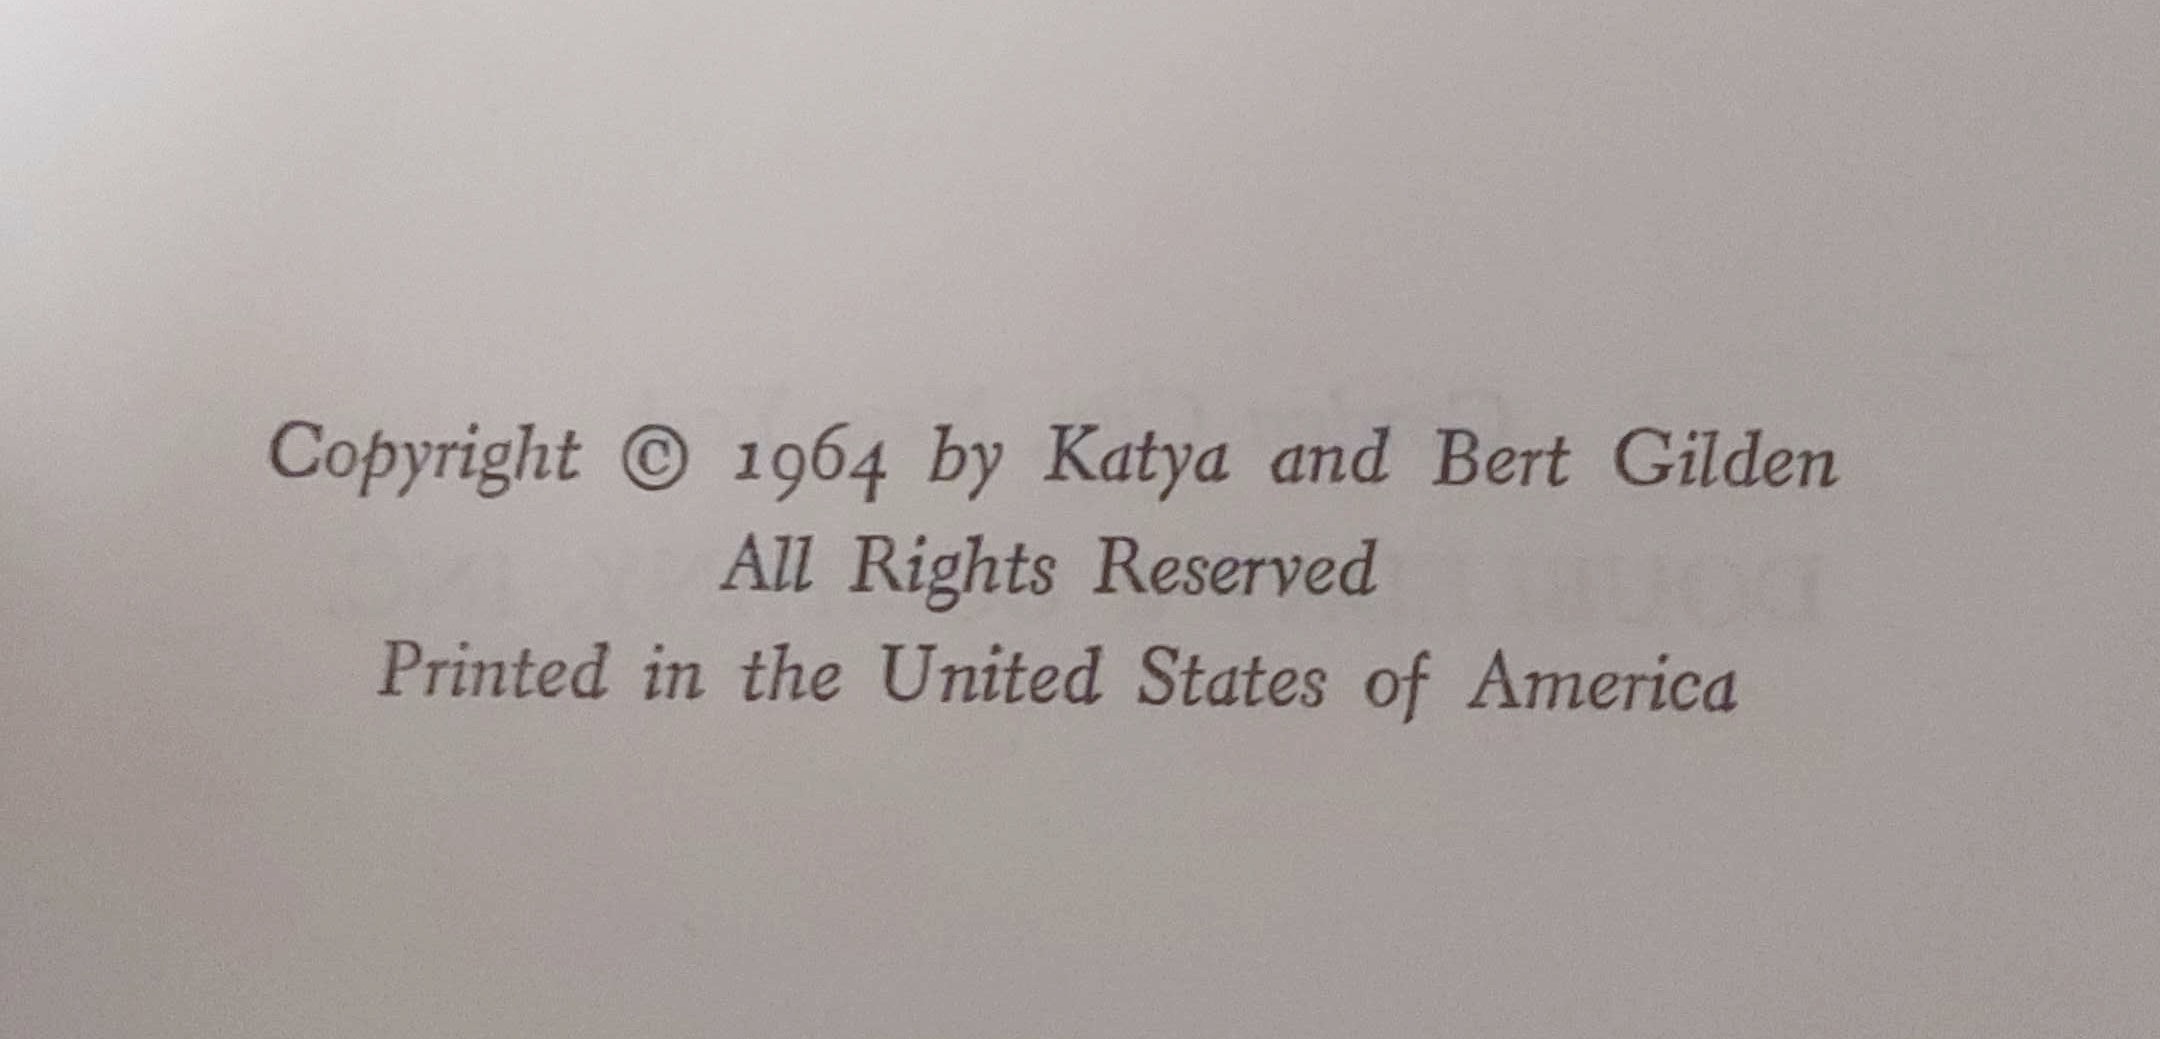 Copyright © 1964 by Katya and Bert Gilden
All Rights Reserved
Printed in the United States of America